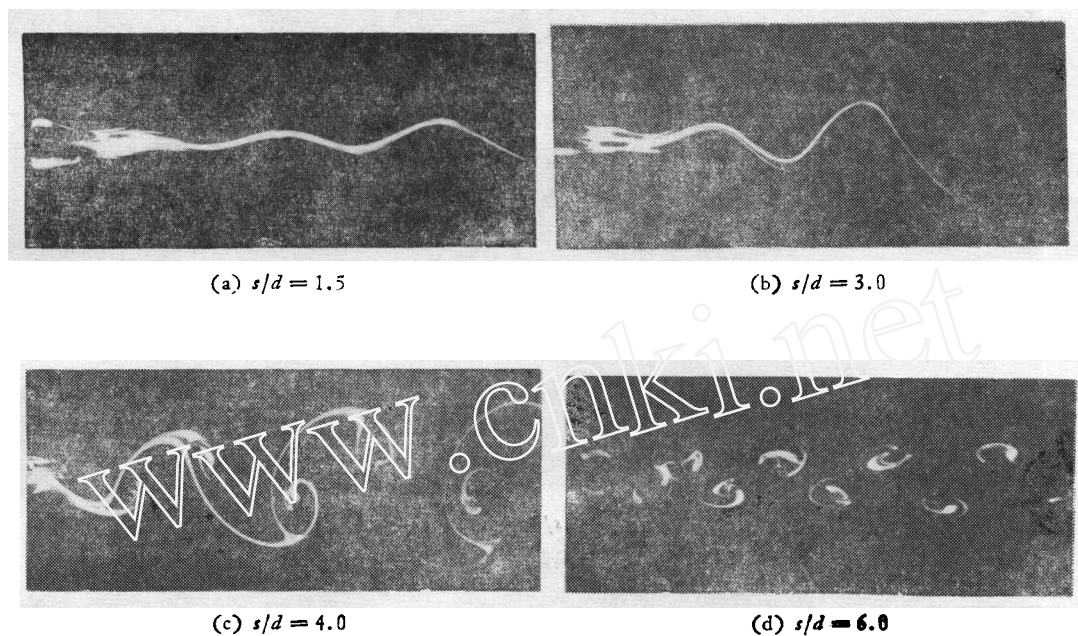 (a) s/d = 1.5
(b) s/d = 3.0
www.cnki.net
(c) s/d = 4.0
(d) s/d = 6.0